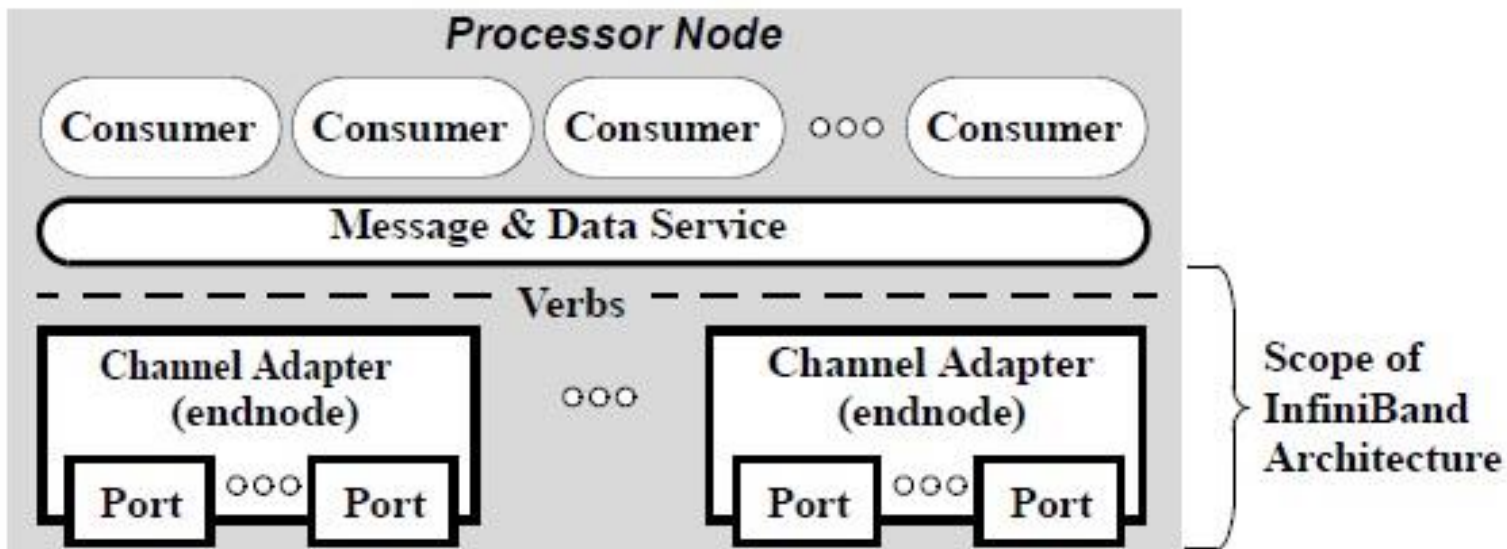 Processor Node
Consumer Consumer Consumer Consumer
Message & Data Service
Verbs
Channel Adapter
(endnode)
Port Port
Channel Adapter
(endnode)
Port Port
Scope of
InfiniBand
Architecture